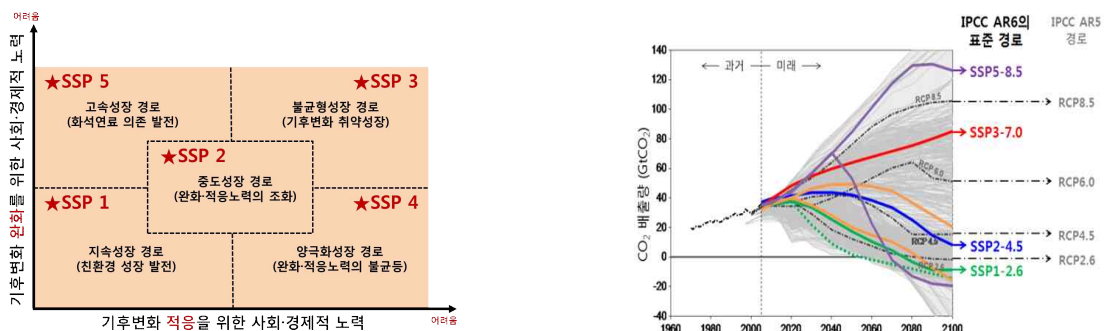 어려움
기후변화 완화를 위한 사회·경제적 노력
★SSP 5
고속성장 경로
(화석연료 의존 발전)
★SSP 3
불균형성장 경로
(기후변화 취약성장)
★SSP 2
중도성장 경로
(완화·적응노력의 조화)
★SSP 1
지속성장 경로
(친환경 성장 발전)
★SSP 4
양극화성장 경로
(완화·적응노력의 불균등)
기후변화 적응을 위한 사회·경제적 노력
어려움
IPCC AR6의
표준 경로
IPCC AR5
경로
CO₂ 배출량 (GtCO₂)
140
120
100
80
60
40
20
0
-20
-40
과거
미래
RCP8.5
RCP6.0
RCP4.5
RCP2.6
SSP5-8.5
RCP8.5
SSP3-7.0
RCP6.0
RCP4.5
SSP2-4.5
RCP2.6
SSP1-2.6
1960
1980
2000
2020
2040
2060
2080
2100